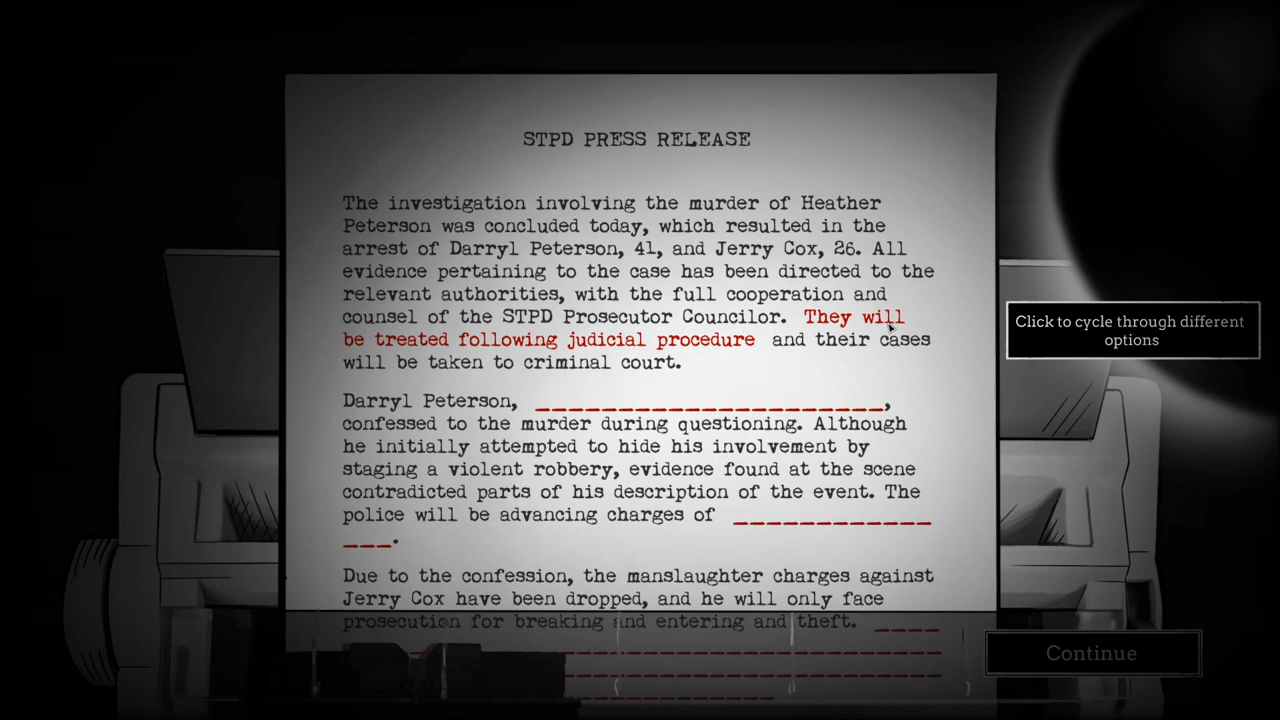 STPD PRESS RELEASE
The investigation involving the murder of Heather
Peterson was concluded today, which resulted in the
arrest of Darryl Peterson, 41, and Jerry Cox, 26. All
evidence pertaining to the case has been directed to the
relevant authorities, with the full cooperation and
counsel of the STPD Prosecutor Councilor. They will
be treated following judicial procedure and their cases
will be taken to criminal court.
Darryl Peterson, ______________________,
confessed to the murder during questioning. Although
he initially attempted to hide his involvement by
staging a violent robbery, evidence found at the scene
contradicted parts of his description of the event. The
police will be advancing charges of _____________
___.
Due to the confession, the manslaughter charges against
Jerry Cox have been dropped, and he will only face
prosecution for breaking and entering and theft. ____
Click to cycle through different
options
Continue